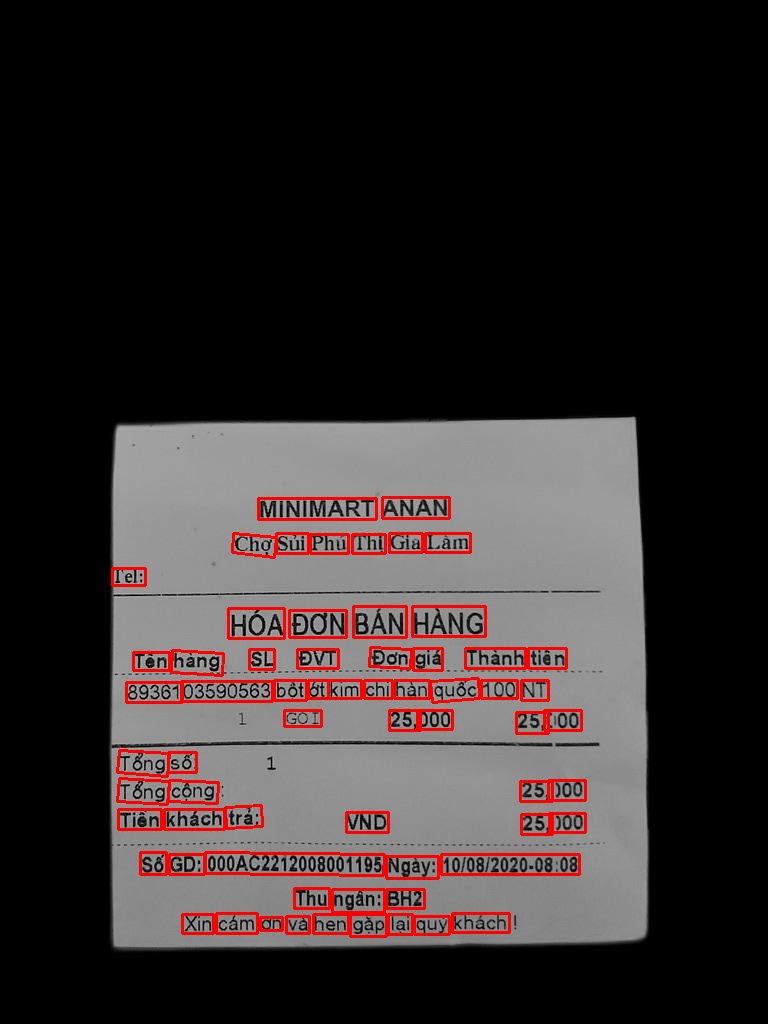 MINIMART ANAN
Chợ Sủi Phú Thị Gia Lâm
Tel:
HÓA ĐƠN BÁN HÀNG
Tên hàng SL ĐVT Đơn giá Thành tiền
8936103590563 bột ớt kim chi hàn quốc 100 NT
1 GOI 25,000 25,000
Tổng số 1
Tổng cộng : 25,000
Tiền khách trả: VND 25,000
Số GD: 000AC2212008001195 Ngày: 10/08/2020-08:08
Thu ngân: BH2
Xin cám ơn và hẹn gặp lại quý khách !